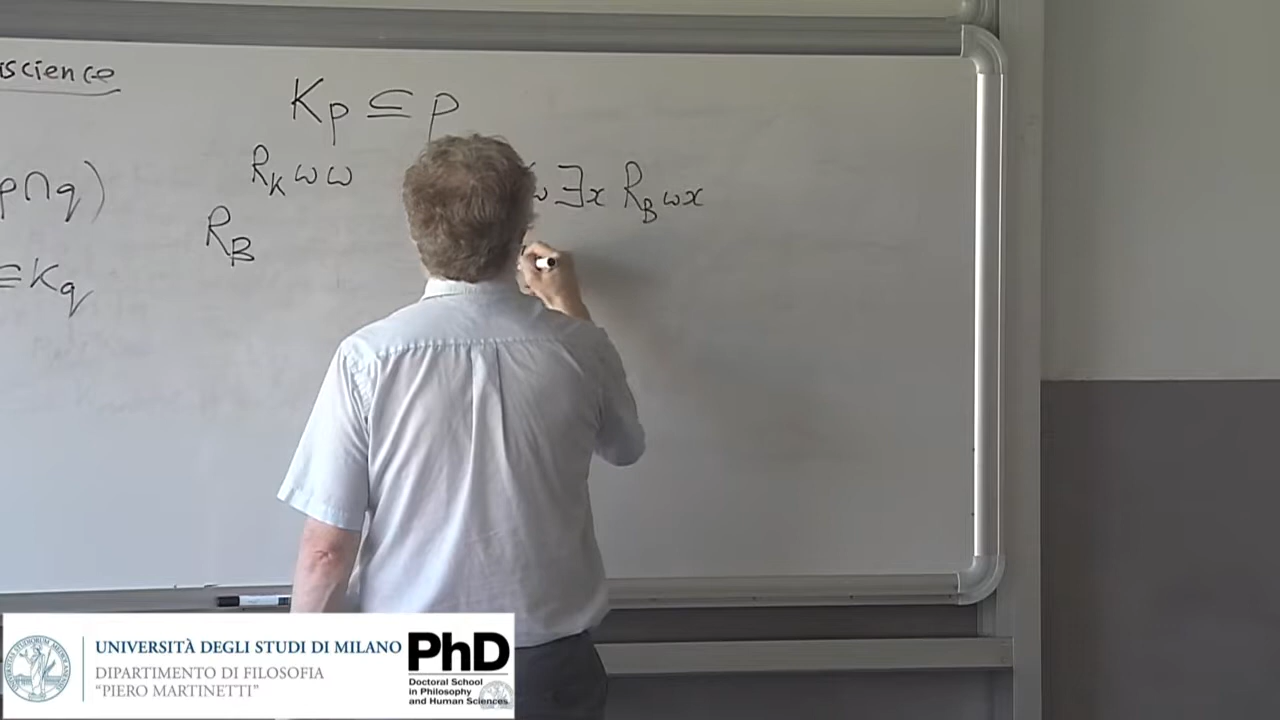 Kp ⊆ p
R_K ω ω
∃x R_B ωx
p∩q)
R_B
Kq
UNIVERSITÀ DEGLI STUDI DI MILANO
DIPARTIMENTO DI FILOSOFIA
"PIERO MARTINETTI"
PhD
Doctoral School
in Philosophy
and Human Sciences